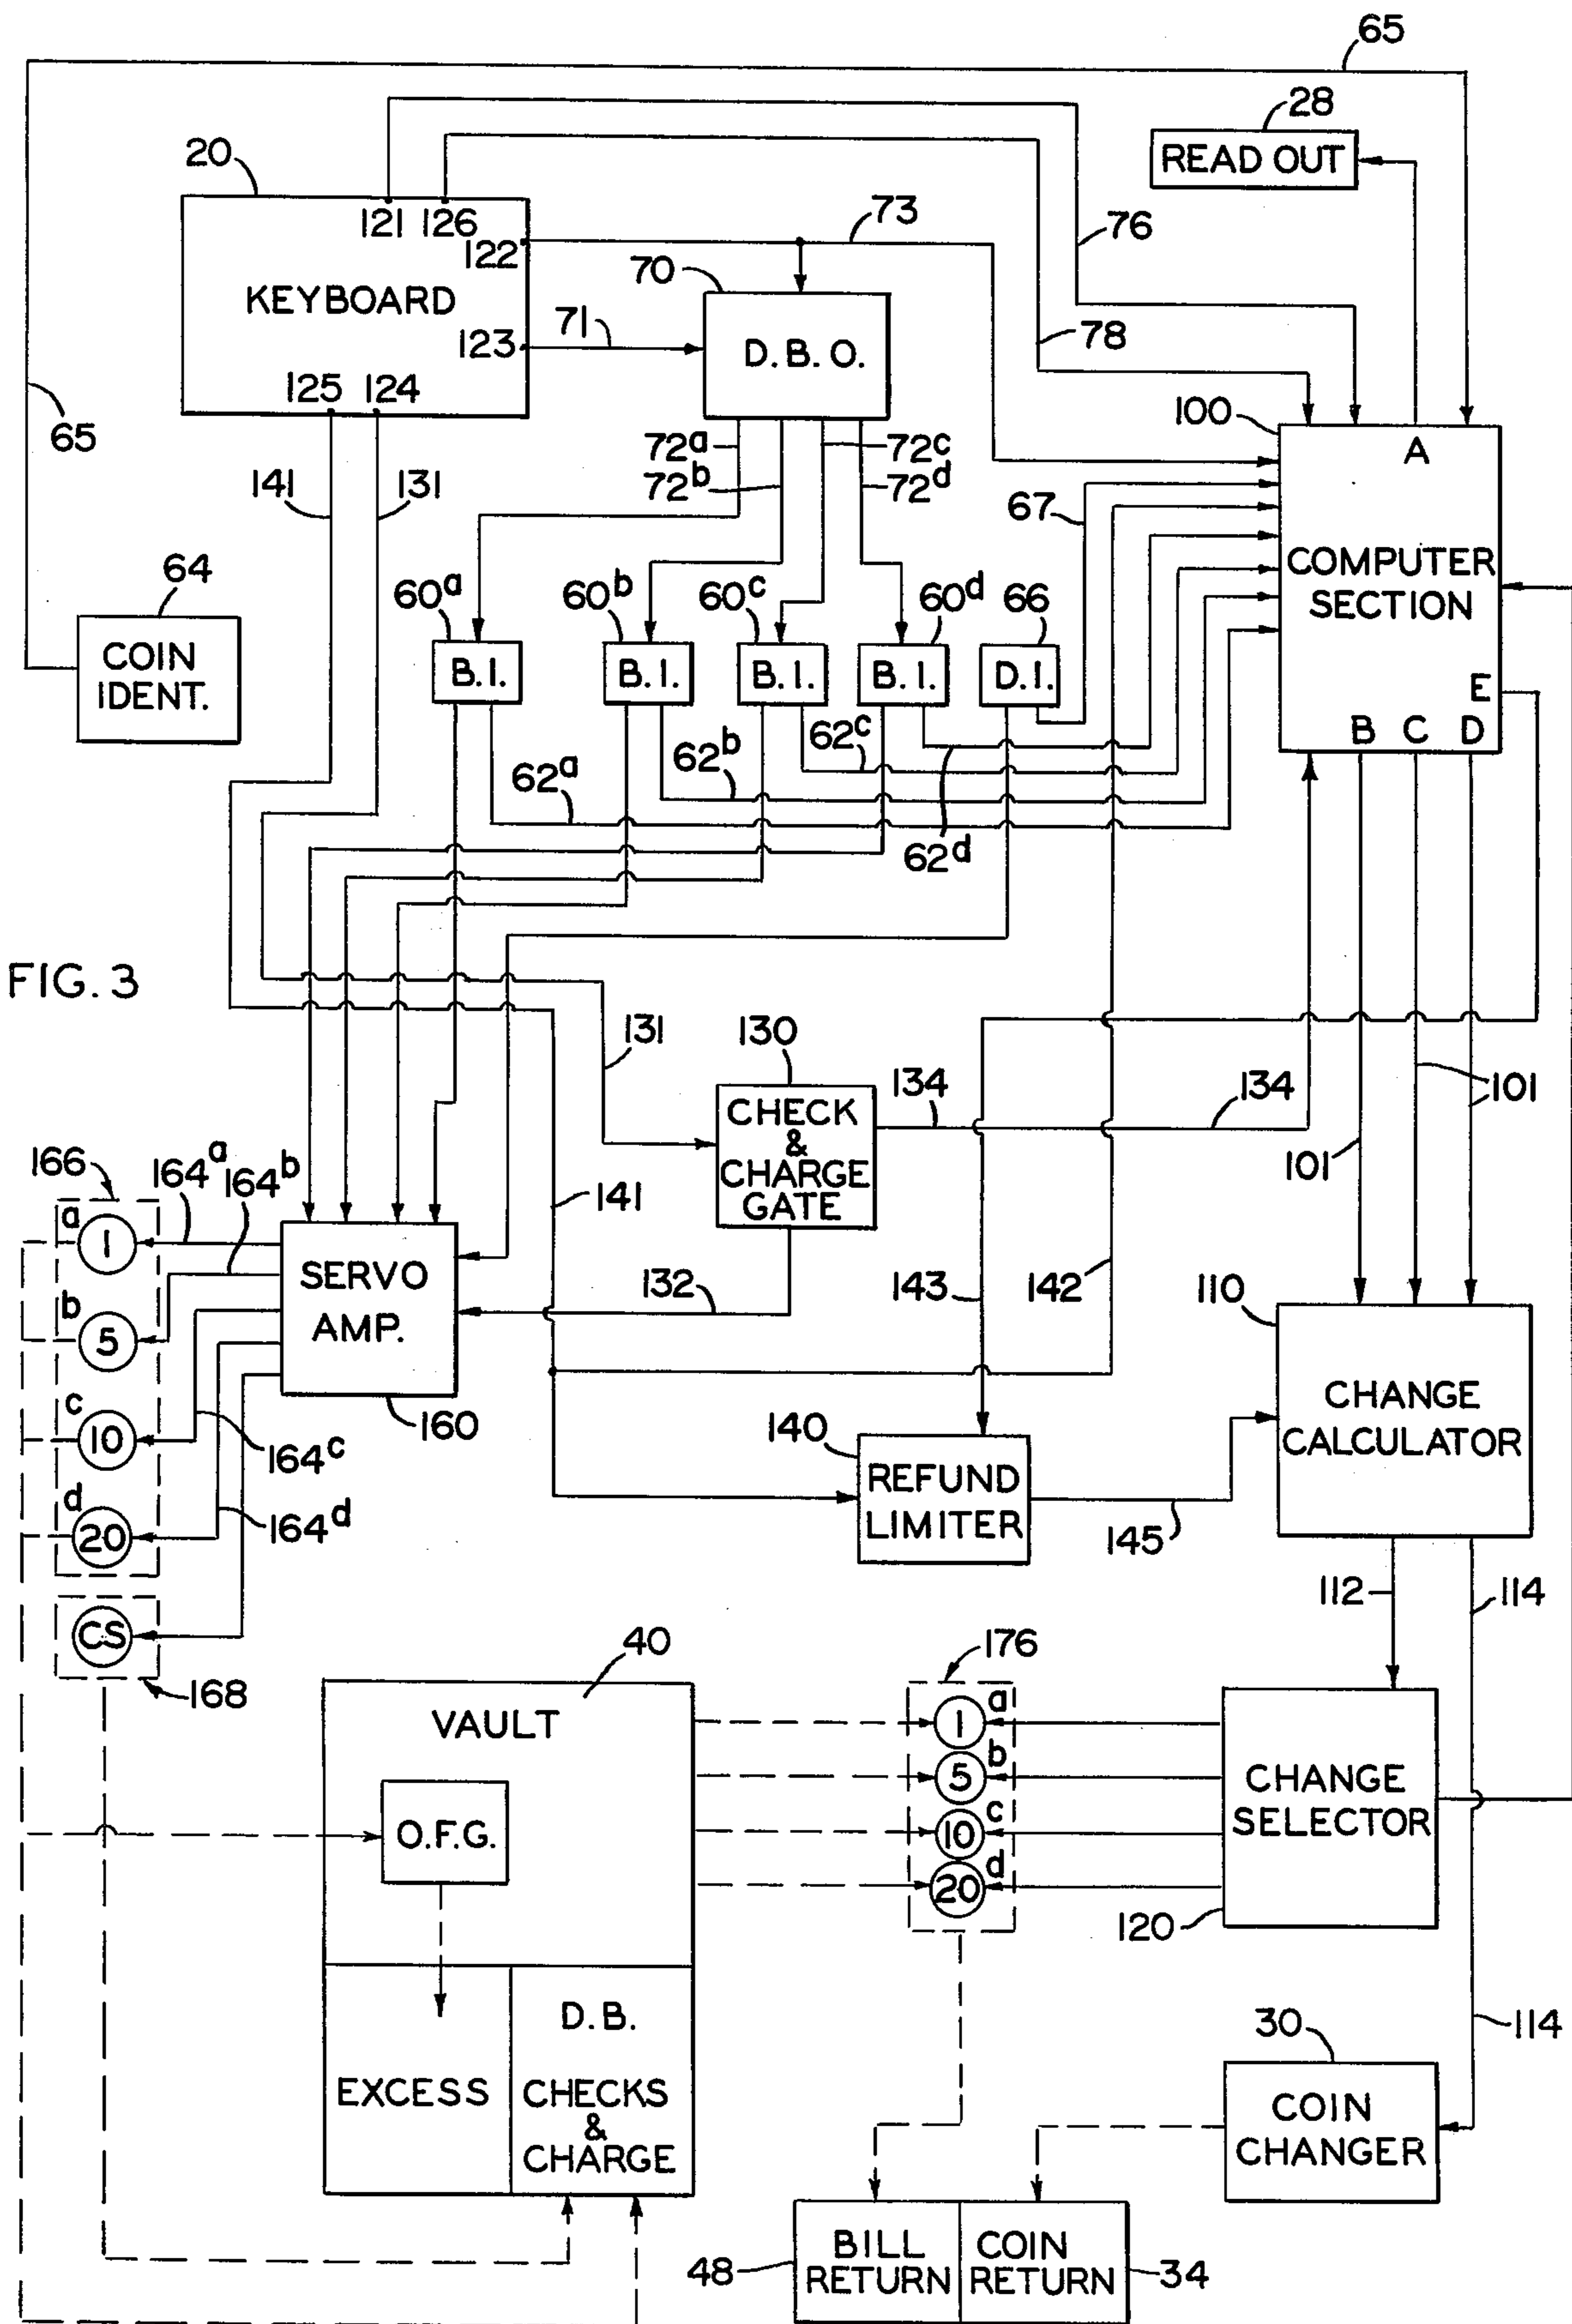 65
28
READ OUT
20
121 126
122
73
76
70
KEYBOARD
71
123
D. B. O.
78
125 124
65
100
A
72a
72c
72b
72d
141
131
67
COMPUTER
SECTION
64
60a
60b
60c
60d
66
COIN
IDENT.
B. I.
B. I.
B. I.
B. I.
D. I.
E
B C D
62a
62b
62c
62d
FIG. 3
131
130
134
134
101
101
CHECK
&
CHARGE
GATE
166
164a
164b
141
a
1
SERVO
AMP.
132
143
142
110
b
5
CHANGE
CALCULATOR
c
10
160
140
164c
REFUND
LIMITER
d
20
164d
145
112
114
CS
168
40
176
VAULT
1
a
5
b
CHANGE
SELECTOR
O.F.G.
10
c
20
d
120
D.B.
30
114
EXCESS
CHECKS
&
CHARGE
COIN
CHANGER
48
BILL
RETURN
COIN
RETURN
34